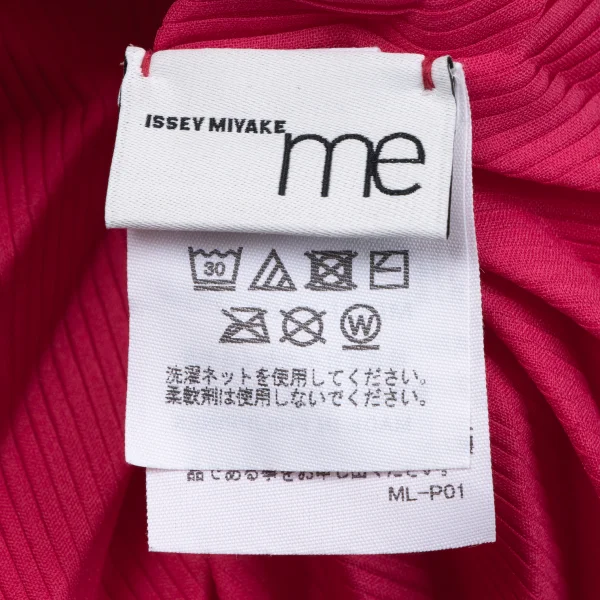 ISSEY MIYAKE
me
30
W
洗濯ネットを使用してください。
柔軟剤は使用しないでください。
ML-P01